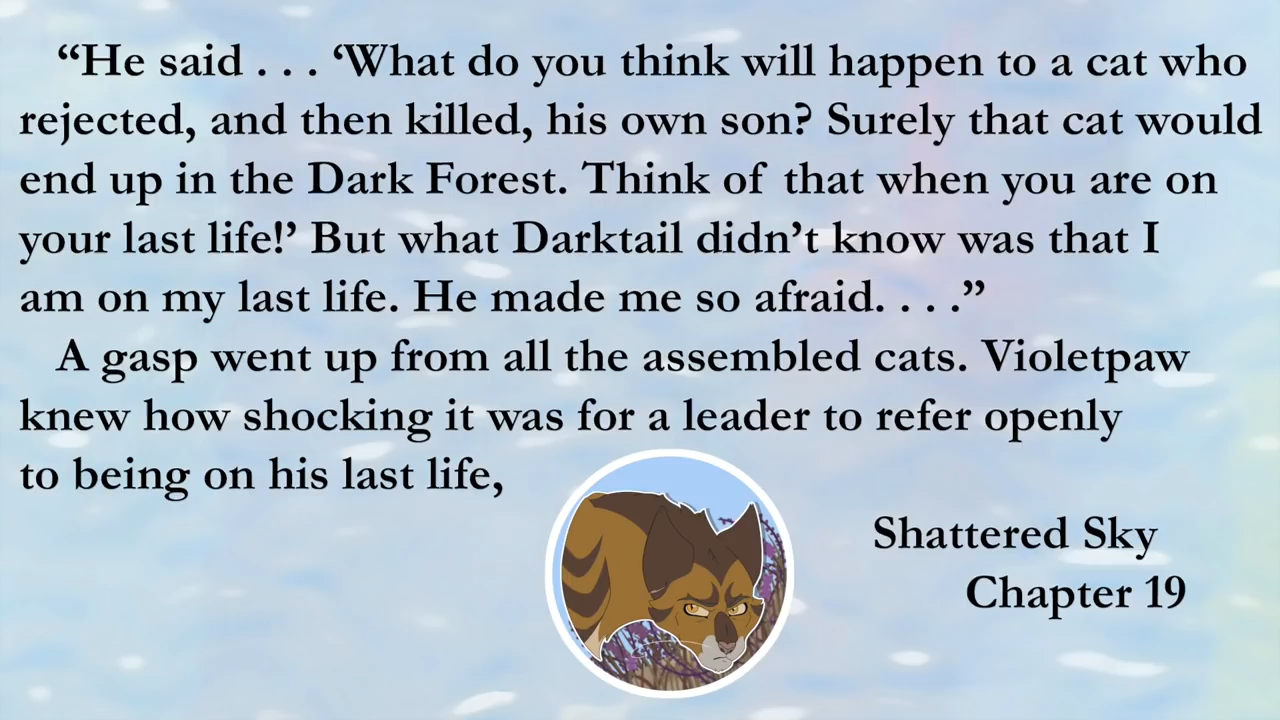 “He said . . . ‘What do you think will happen to a cat who
rejected, and then killed, his own son? Surely that cat would
end up in the Dark Forest. Think of that when you are on
your last life!’ But what Darktail didn’t know was that I
am on my last life. He made me so afraid. . . .”
A gasp went up from all the assembled cats. Violetpaw
knew how shocking it was for a leader to refer openly
to being on his last life,
Shattered Sky
Chapter 19